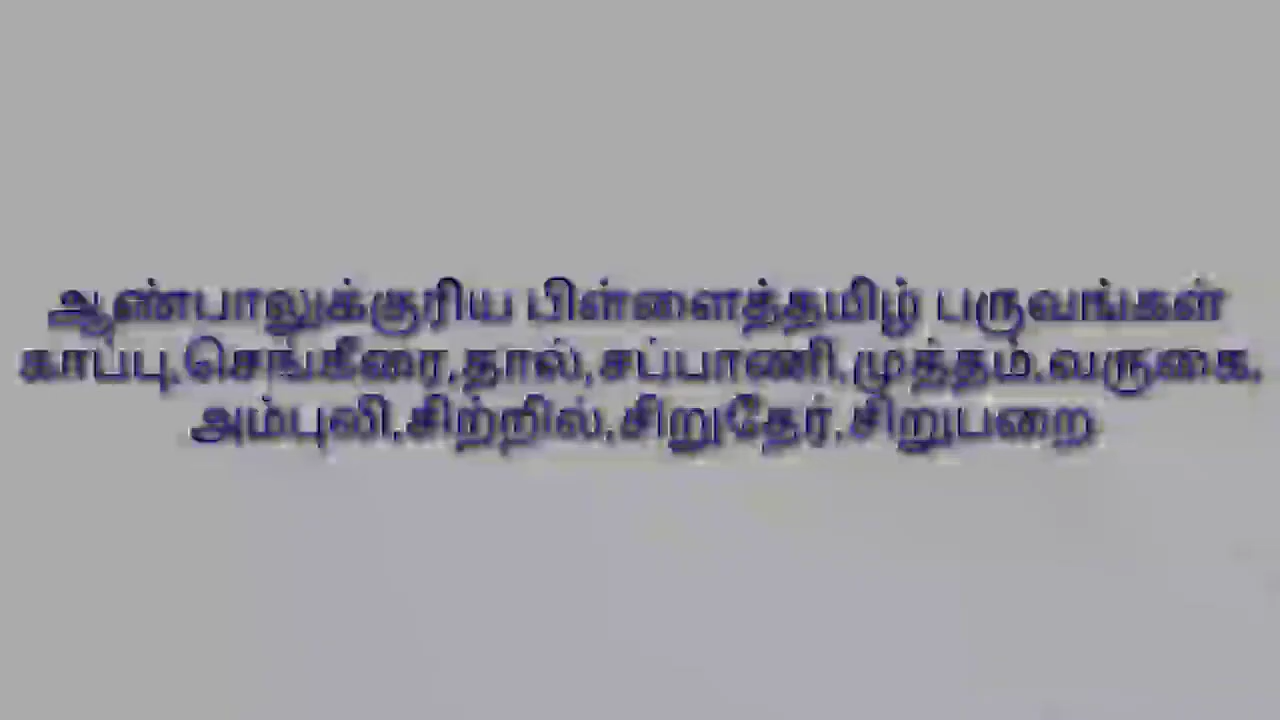 ஆண்பாலுக்குரிய பிள்ளைத்தமிழ் பருவங்கள்
காப்பு,செங்கீரை,தால்,சப்பாணி,முத்தம்,வருகை,
அம்புலி,சிற்றில்,சிறுதேர்,சிறுபறை